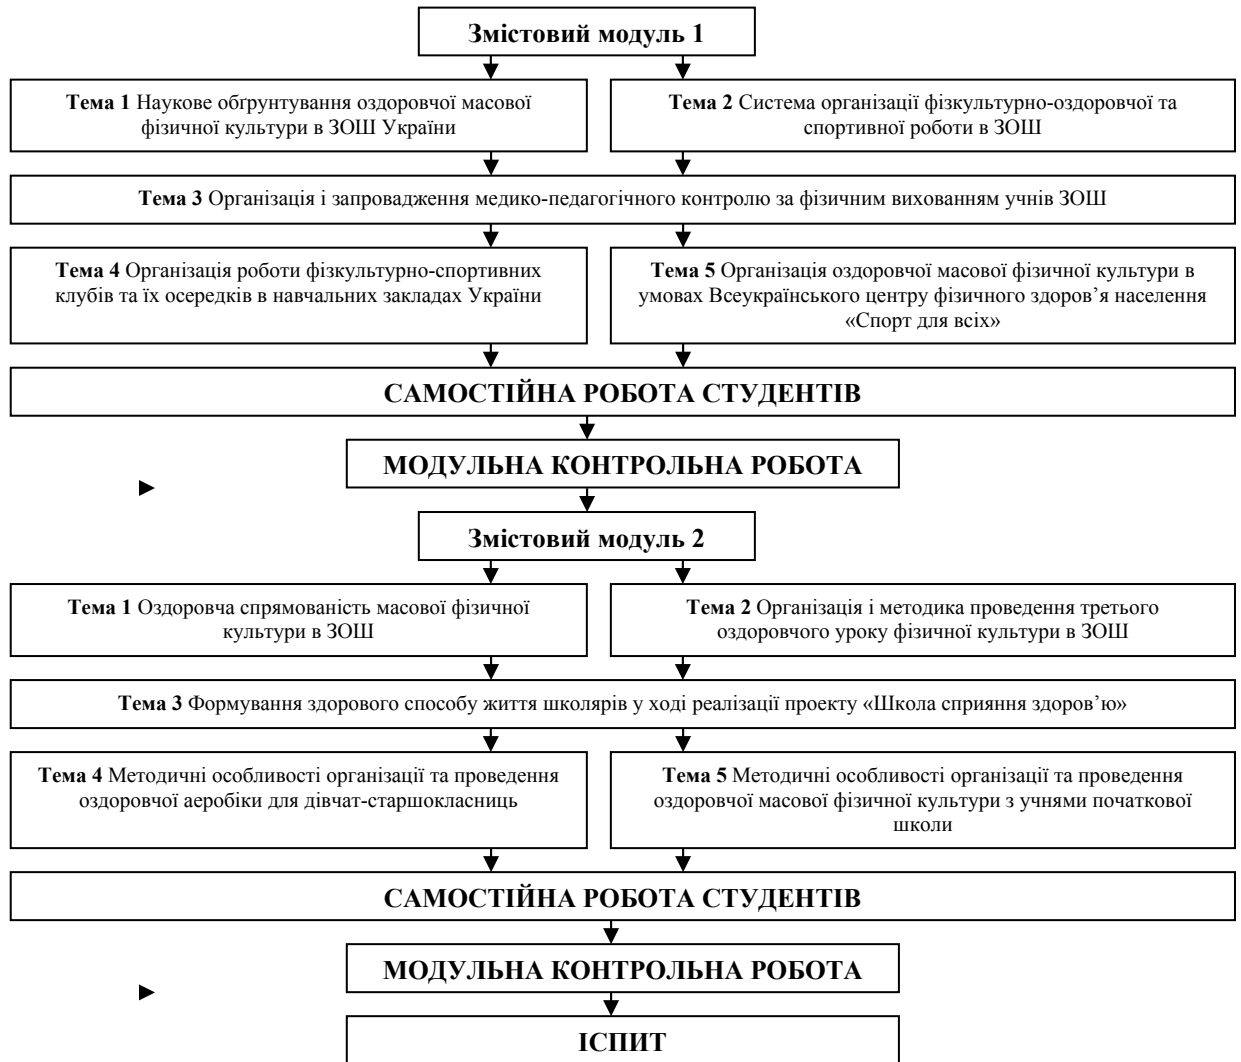 Змістовий модуль 1
Тема 1 Наукове обґрунтування оздоровчої масової
фізичної культури в ЗОШ України
Тема 2 Система організації фізкультурно-оздоровчої та
спортивної роботи в ЗОШ
Тема 3 Організація і запровадження медико-педагогічного контролю за фізичним вихованням учнів ЗОШ
Тема 4 Організація роботи фізкультурно-спортивних
клубів та їх осередків в навчальних закладах України
Тема 5 Організація оздоровчої масової фізичної культури в
умовах Всеукраїнського центру фізичного здоров’я населення
«Спорт для всіх»
САМОСТІЙНА РОБОТА СТУДЕНТІВ
МОДУЛЬНА КОНТРОЛЬНА РОБОТА
Змістовий модуль 2
Тема 1 Оздоровча спрямованість масової фізичної
культури в ЗОШ
Тема 2 Організація і методика проведення третього
оздоровчого уроку фізичної культури в ЗОШ
Тема 3 Формування здорового способу життя школярів у ході реалізації проекту «Школа сприяння здоров’ю»
Тема 4 Методичні особливості організації та проведення
оздоровчої аеробіки для дівчат-старшокласниць
Тема 5 Методичні особливості організації та проведення
оздоровчої масової фізичної культури з учнями початкової
школи
САМОСТІЙНА РОБОТА СТУДЕНТІВ
МОДУЛЬНА КОНТРОЛЬНА РОБОТА
ІСПИТ